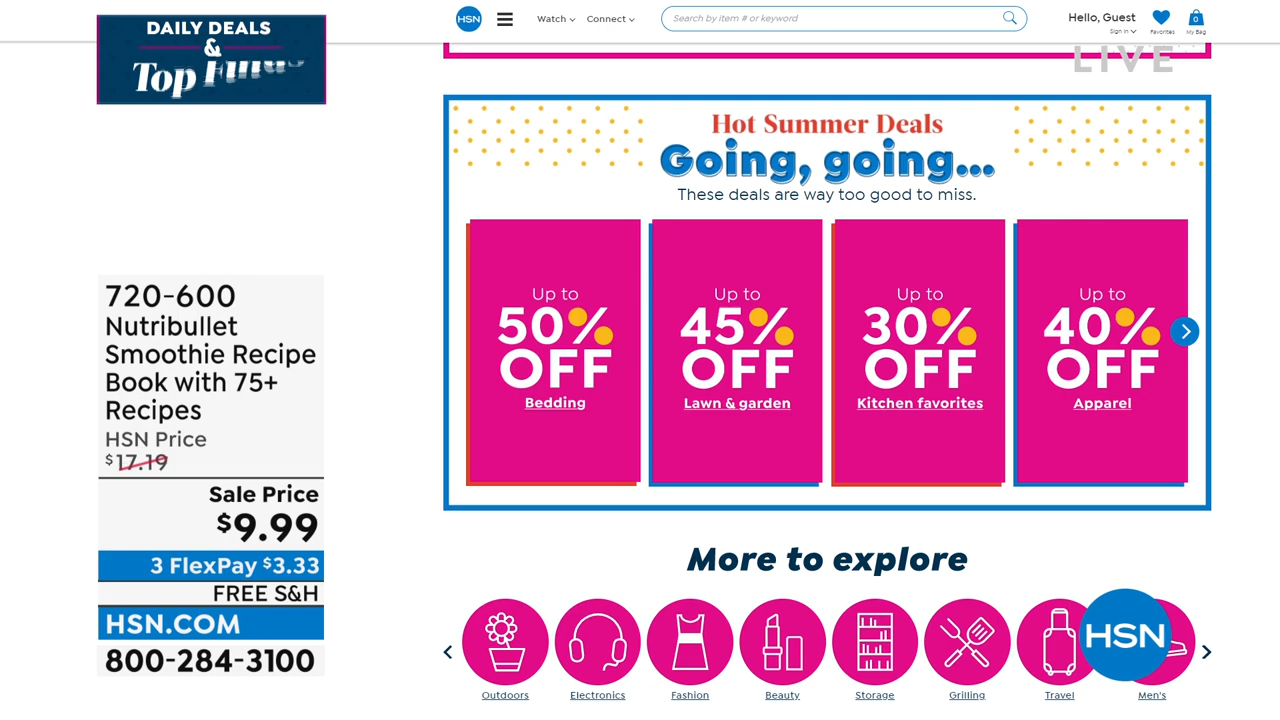 DAILY DEALS
&
Top
HSN
Watch
Connect
Search by item # or keyword
Hello, Guest
Sign in
Favorites
0
My Bag
LIVE
Hot Summer Deals
Going, going...
These deals are way too good to miss.
Up to
50%
OFF
Bedding
Up to
45%
OFF
Lawn & garden
Up to
30%
OFF
Kitchen favorites
Up to
40%
OFF
Apparel
720-600
Nutribullet
Smoothie Recipe
Book with 75+
Recipes
HSN Price
$17.19
Sale Price
$9.99
3 FlexPay $3.33
FREE S&H
HSN.COM
800-284-3100
More to explore
HSN
Outdoors
Electronics
Fashion
Beauty
Storage
Grilling
Travel
Men's